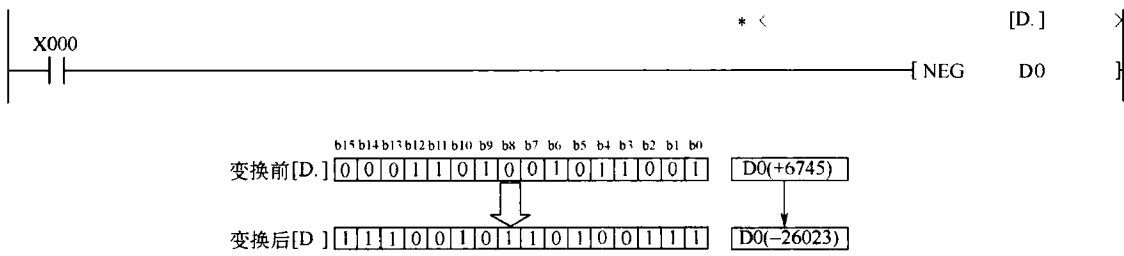 * < [D. ] >
X000
[ NEG D0 ]
b15 b14 b13 b12 b11 b10 b9 b8 b7 b6 b5 b4 b3 b2 b1 b0
变换前[D. ] 0 0 0 1 1 0 1 0 0 1 0 1 1 0 0 1 D0(+6745)
变换后[D ] 1 1 1 0 0 1 0 1 1 0 1 0 0 1 1 1 D0(−26023)